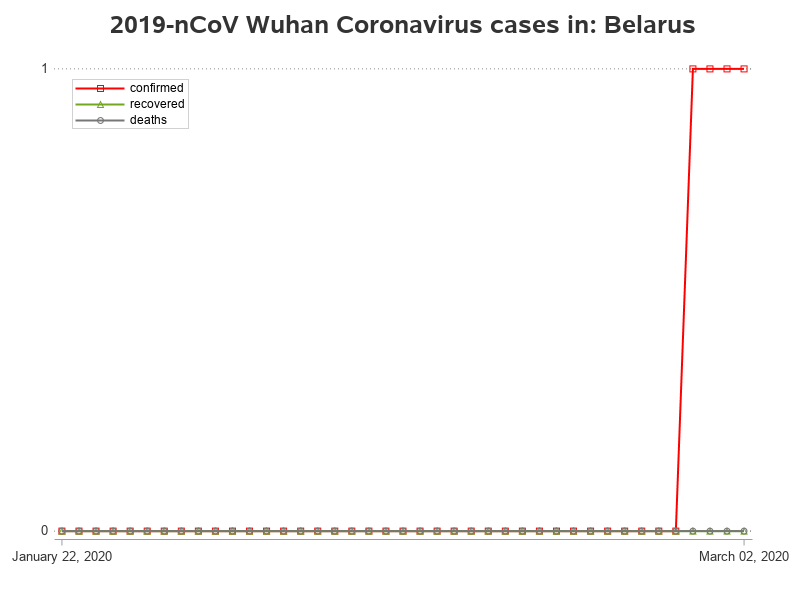 2019-nCoV Wuhan Coronavirus cases in: Belarus
1
confirmed
recovered
deaths
0
January 22, 2020
March 02, 2020